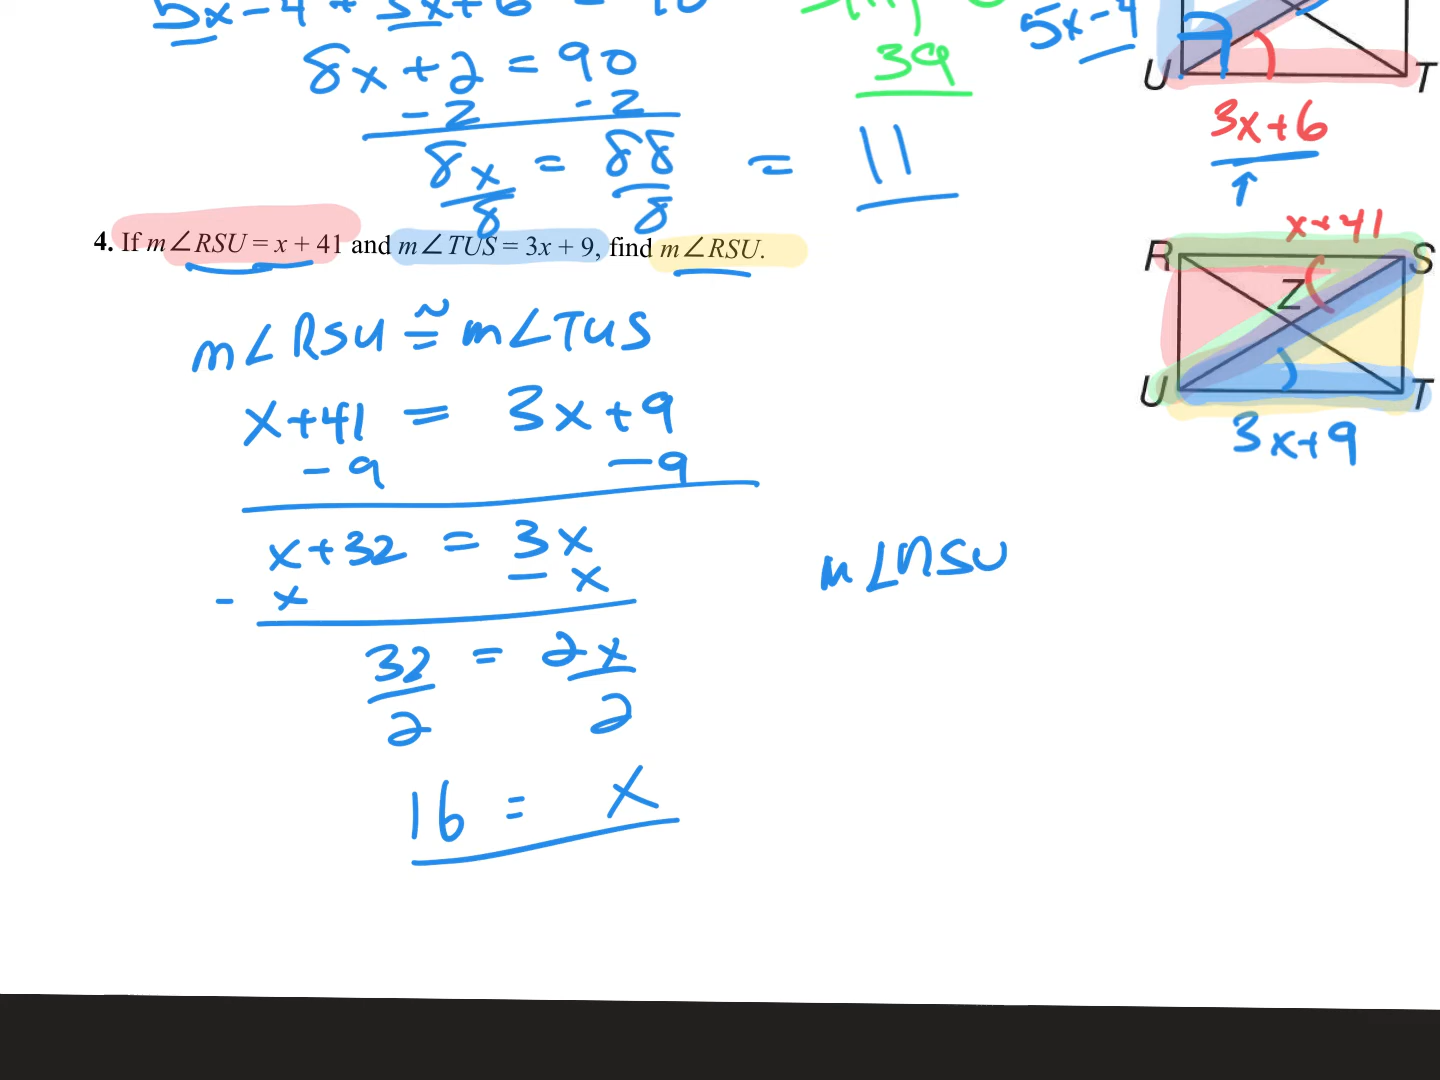 5x-4 + 3x+6 = 90
8x+2 = 90
-2 -2
8x = 88 = 11
8 8
39
5x-4
U T
3x+6
4. If m∠RSU = x + 41 and m∠TUS = 3x + 9, find m∠RSU.
m∠RSU ≅ m∠TUS
x+41 = 3x+9
-9 -9
x+32 = 3x
- x - x
32 = 2x
2 2
16 = x
m∠RSU
x+41
R S
Z
U T
3x+9